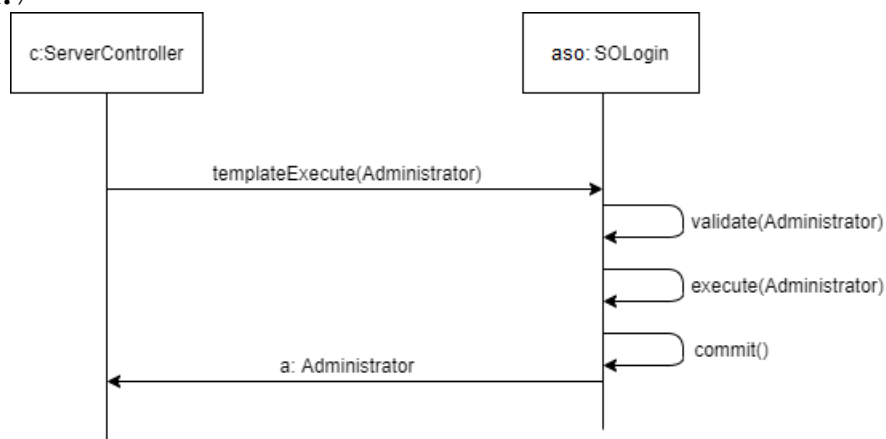 c:ServerController
aso: SOLogin
templateExecute(Administrator)
validate(Administrator)
execute(Administrator)
commit()
a: Administrator